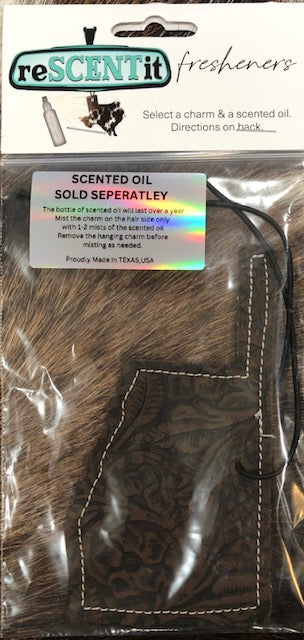 reSCENTit fresheners
Select a charm & a scented oil.
Directions on back.
SCENTED OIL
SOLD SEPERATLEY
The bottle of scented oil will last over a year
Mist the charm on the hair side only
with 1-2 mists of the scented oil
Remove the hanging charm before
misting as needed.
Proudly Made In TEXAS,USA